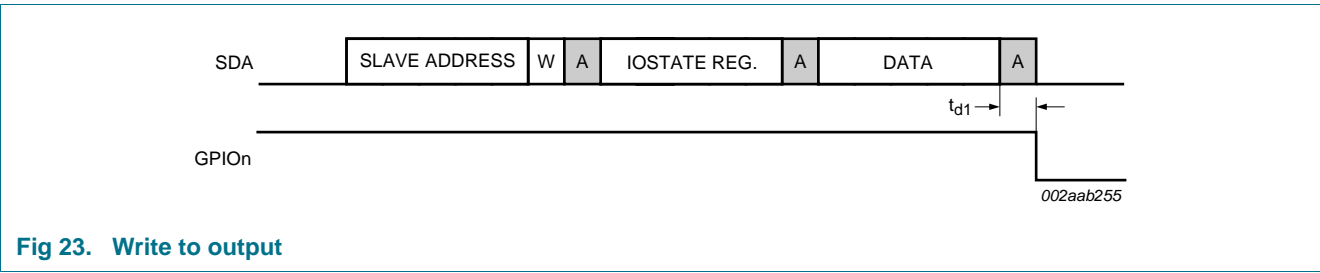 SDA SLAVE ADDRESS W A IOSTATE REG. A DATA A
td1
GPIOn
002aab255
Fig 23. Write to output